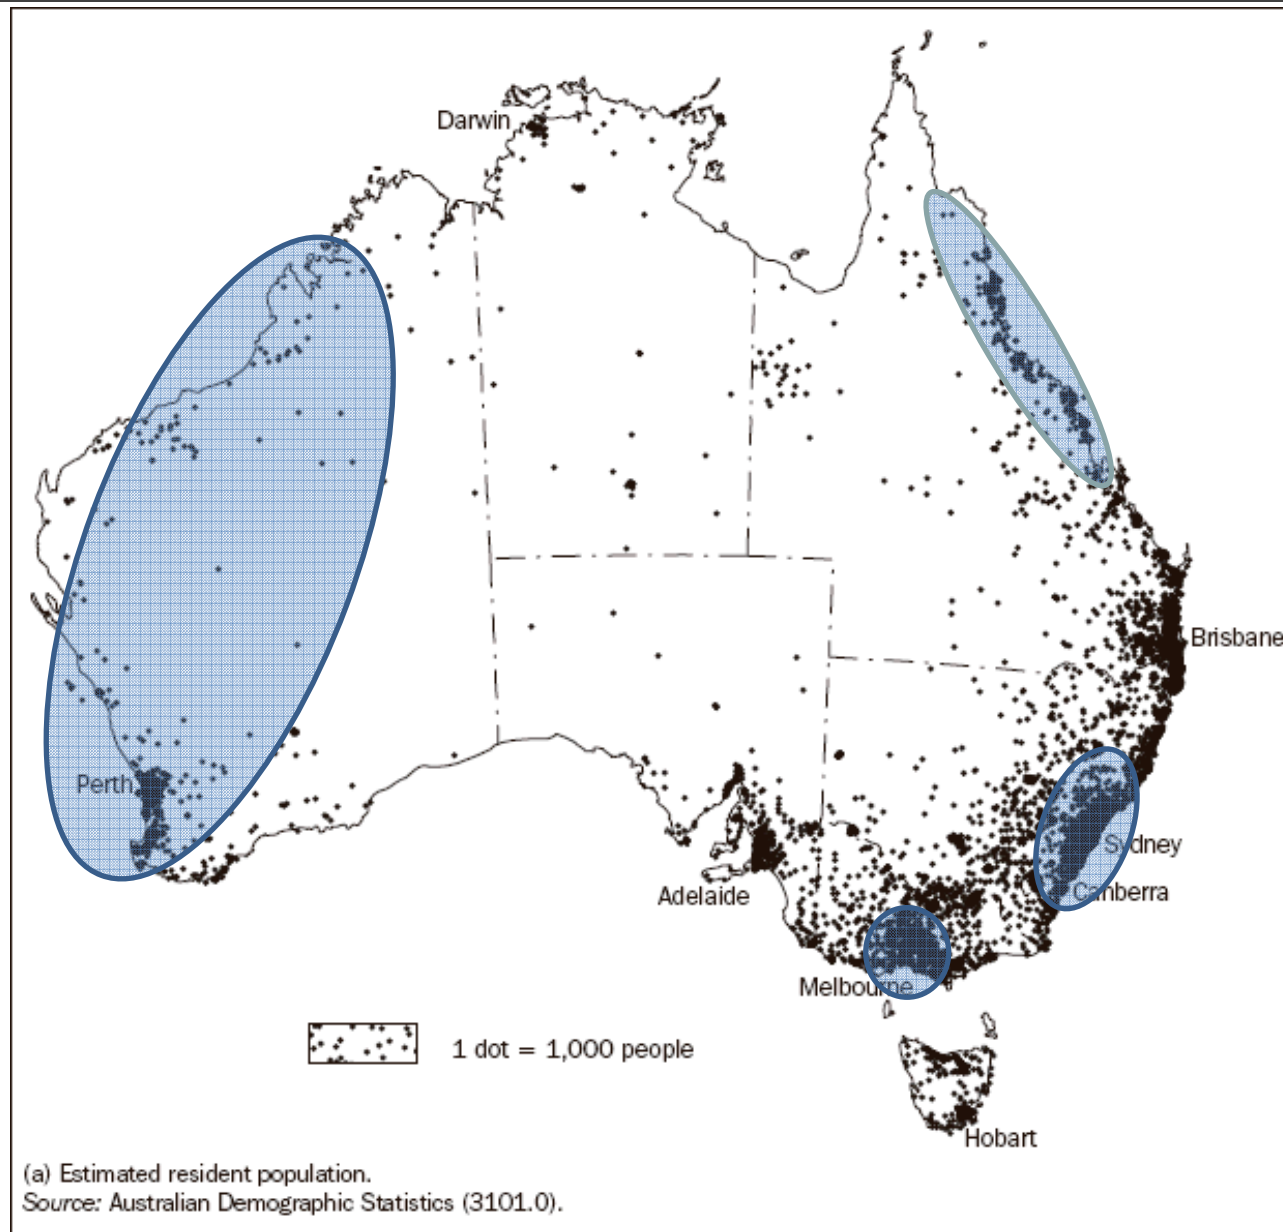 Darwin
Brisbane
Perth
Sydney
Canberra
Adelaide
Melbourne
1 dot = 1,000 people
Hobart
(a) Estimated resident population.
Source: Australian Demographic Statistics (3101.0).